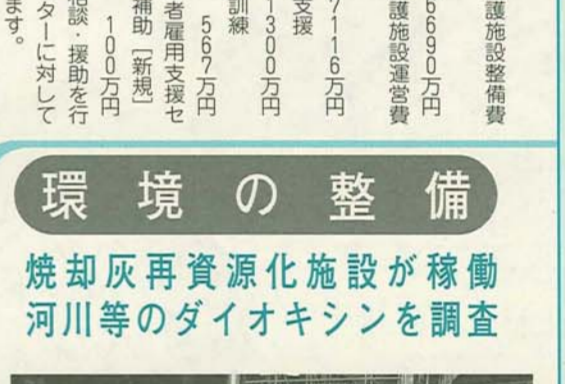 護施設整備費
6690万円
護施設運営費
7116万円
支援
1300万円
訓練
567万円
者雇用支援セ
補助［新規］
100万円
相談・援助を行
ターに対して
ます。
環境の整備
焼却灰再資源化施設が稼働
河川等のダイオキシンを調査